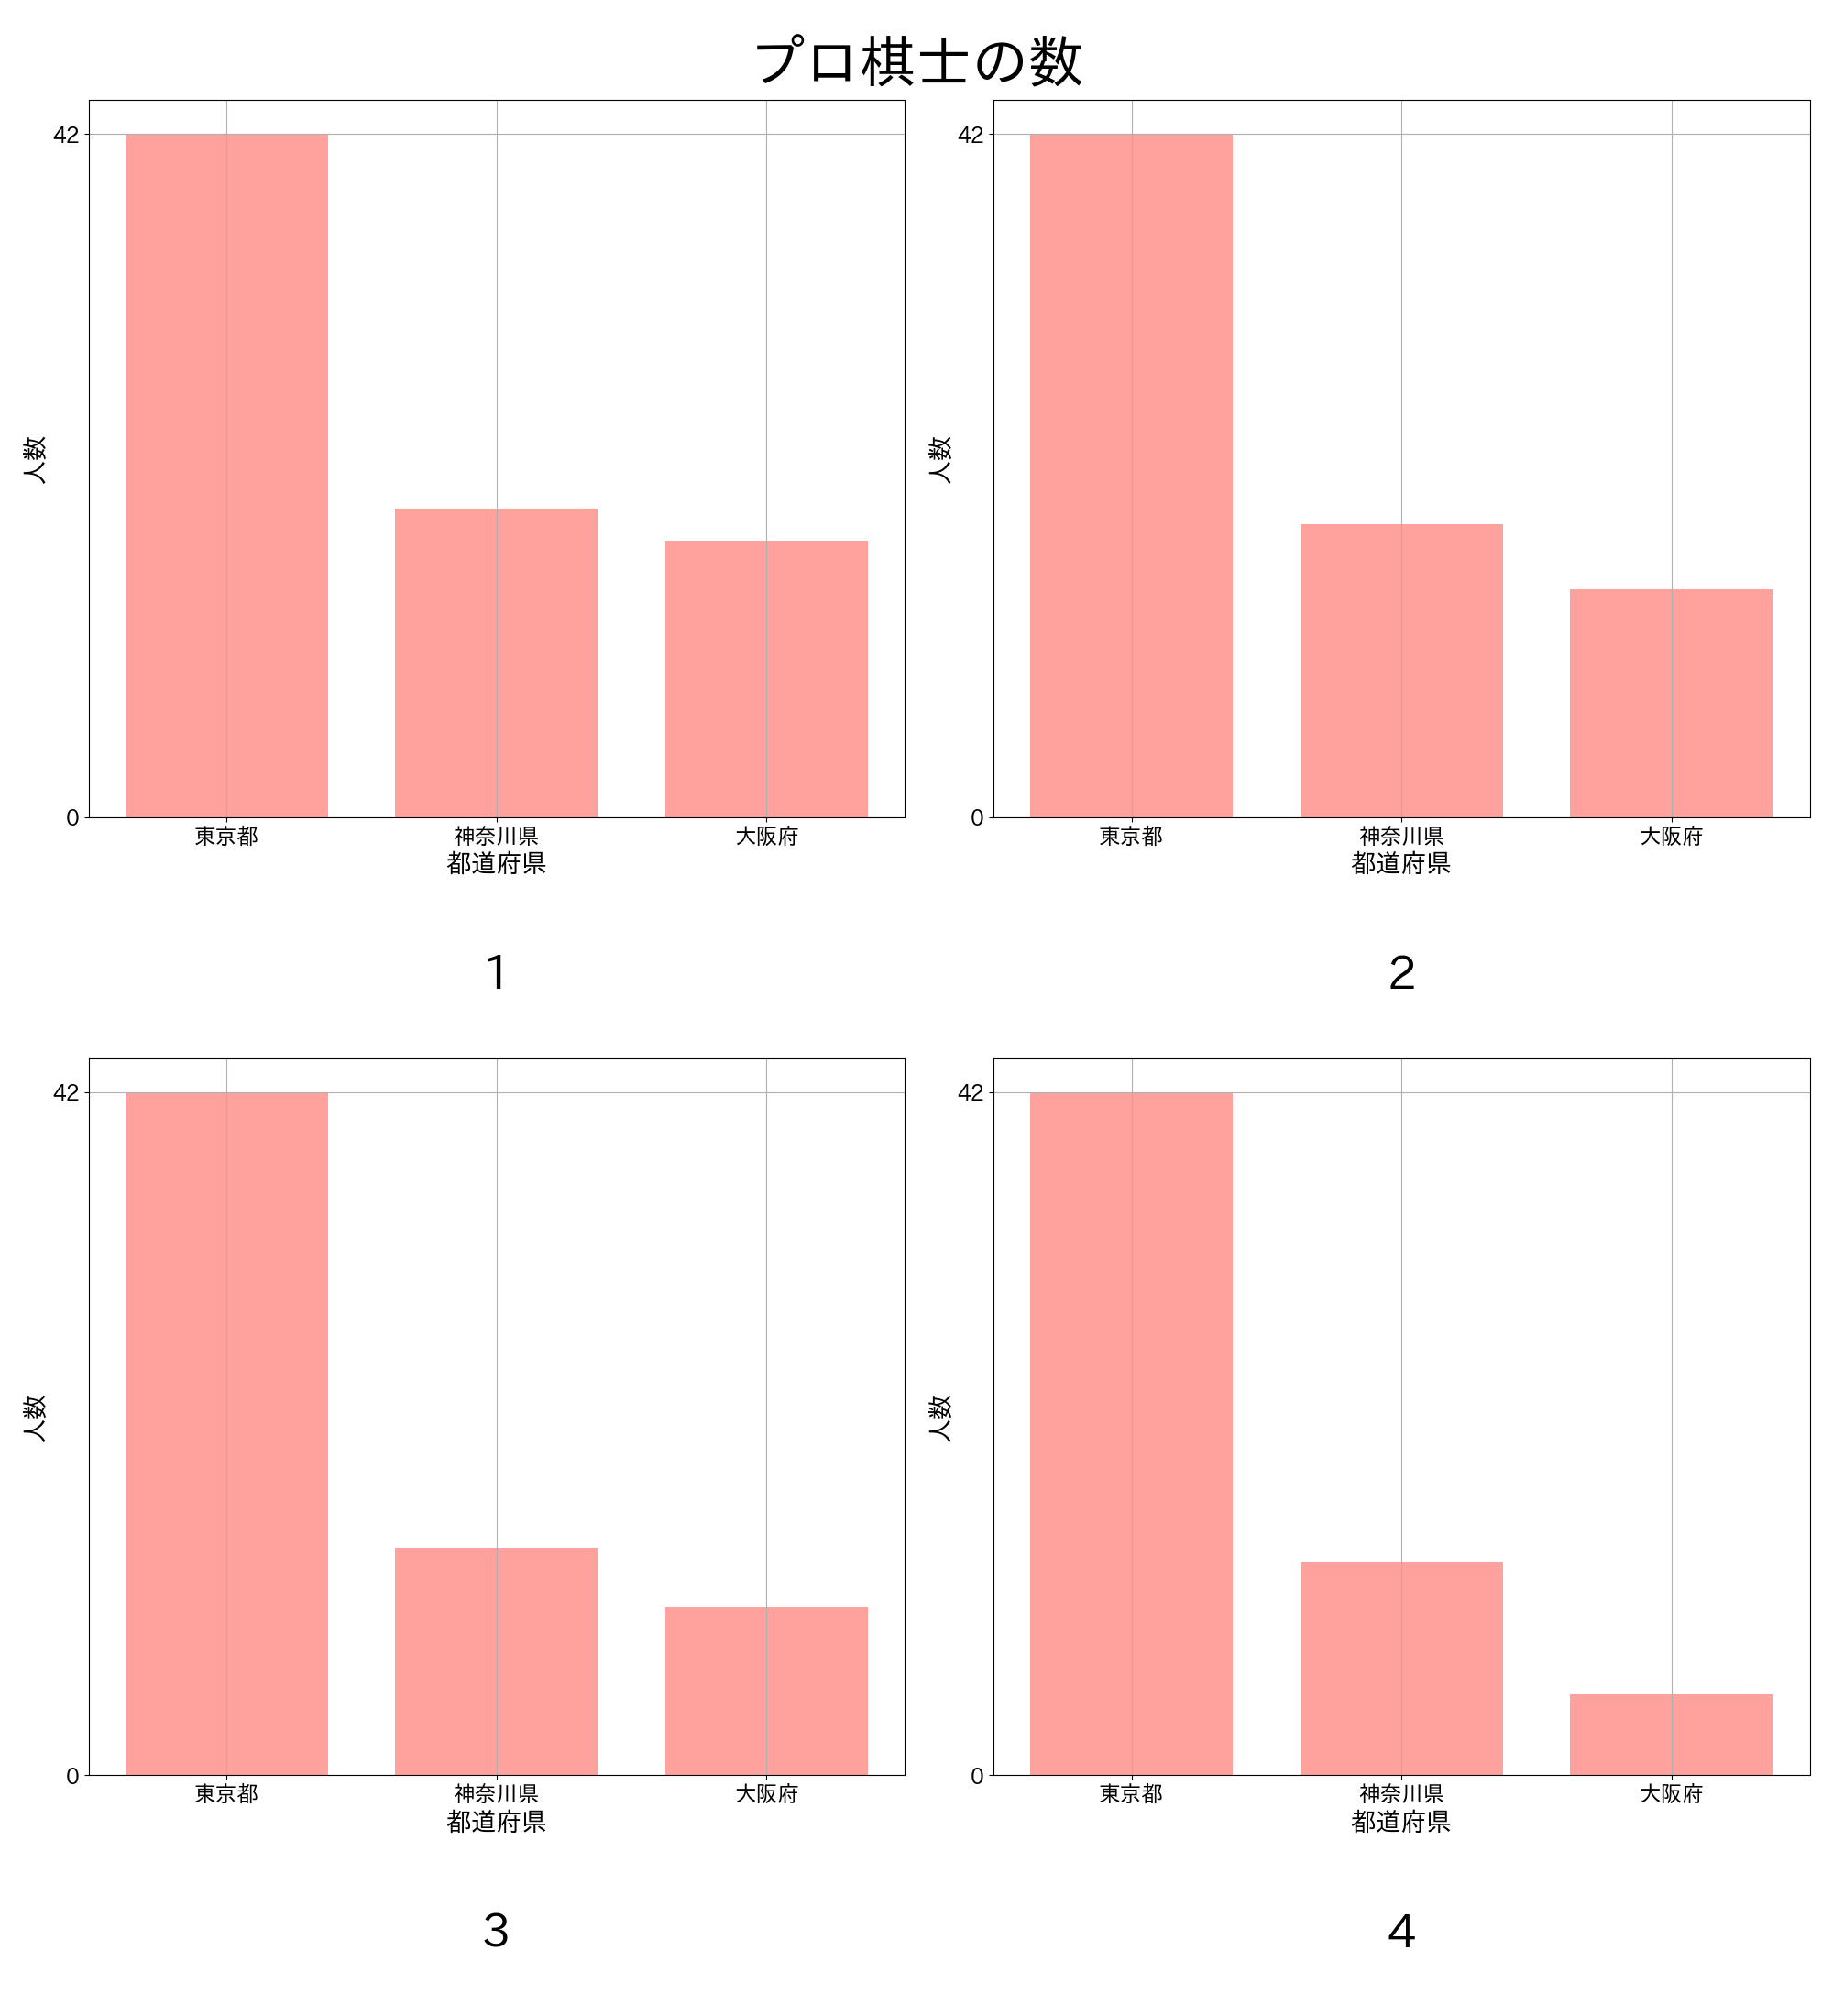 プロ棋士の数
42
人数
0
東京都 神奈川県 大阪府
都道府県
1
42
人数
0
東京都 神奈川県 大阪府
都道府県
2
42
人数
0
東京都 神奈川県 大阪府
都道府県
3
42
人数
0
東京都 神奈川県 大阪府
都道府県
4